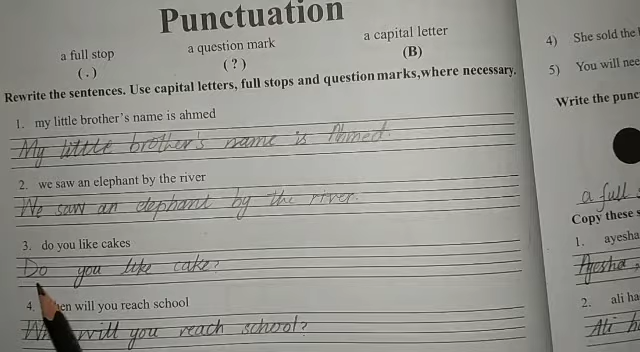 Punctuation
a full stop
a question mark
a capital letter
( . )
( ? )
(B)
Rewrite the sentences. Use capital letters, full stops and question marks,where necessary.
1. my little brother's name is ahmed
My little brother's name is Ahmed.
2. we saw an elephant by the river
We saw an elephant by the river.
3. do you like cakes
Do you like cake?
4. will you reach school
will you reach school?
4) She sold the
5) You will
Write the
a full
Copy these
1. ayesha
Ayesha
2. ali
Ali